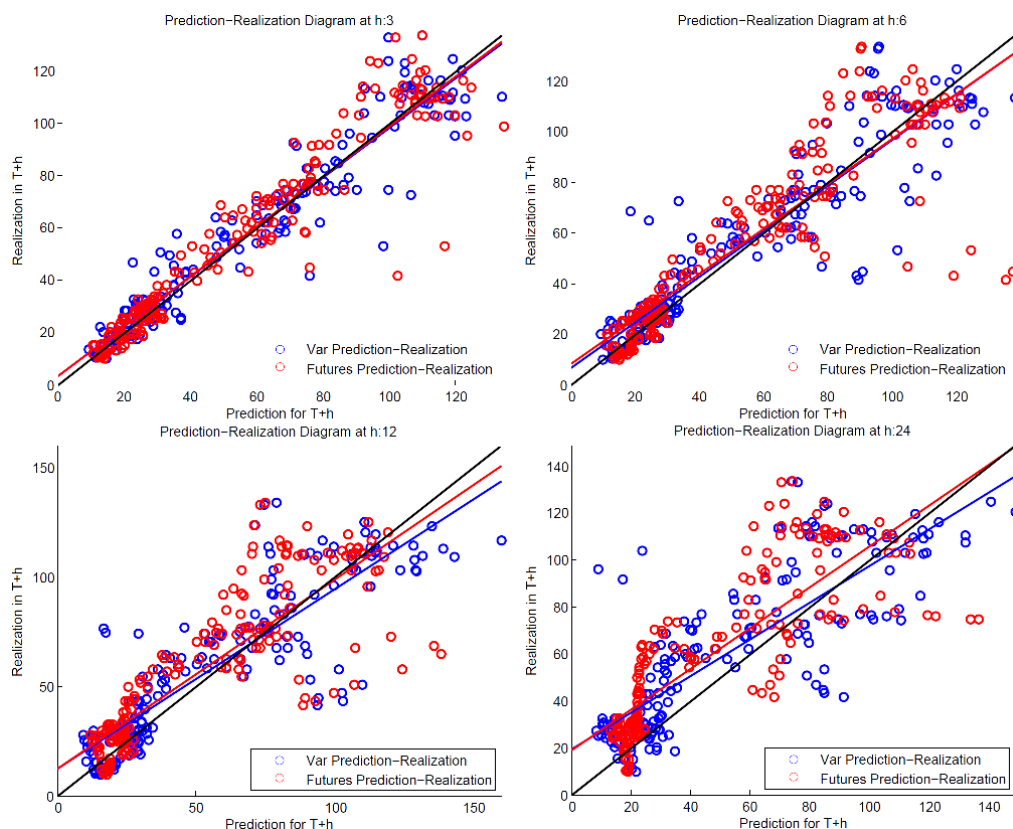 Prediction−Realization Diagram at h:3
Realization in T+h
120
100
80
60
40
20
0
Var Prediction−Realization
Futures Prediction−Realization
20
40
60
80
100
120
Prediction for T+h
Prediction−Realization Diagram at h:6
Realization in T+h
120
100
80
60
40
20
0
Var Prediction−Realization
Futures Prediction−Realization
0
20
40
60
80
100
120
Prediction for T+h
Prediction−Realization Diagram at h:12
Realization in T+h
150
100
50
0
Var Prediction−Realization
Futures Prediction−Realization
0
50
100
150
Prediction for T+h
Prediction−Realization Diagram at h:24
Realization in T+h
140
120
100
80
60
40
20
0
Var Prediction−Realization
Futures Prediction−Realization
0
20
40
60
80
100
120
140
Prediction for T+h